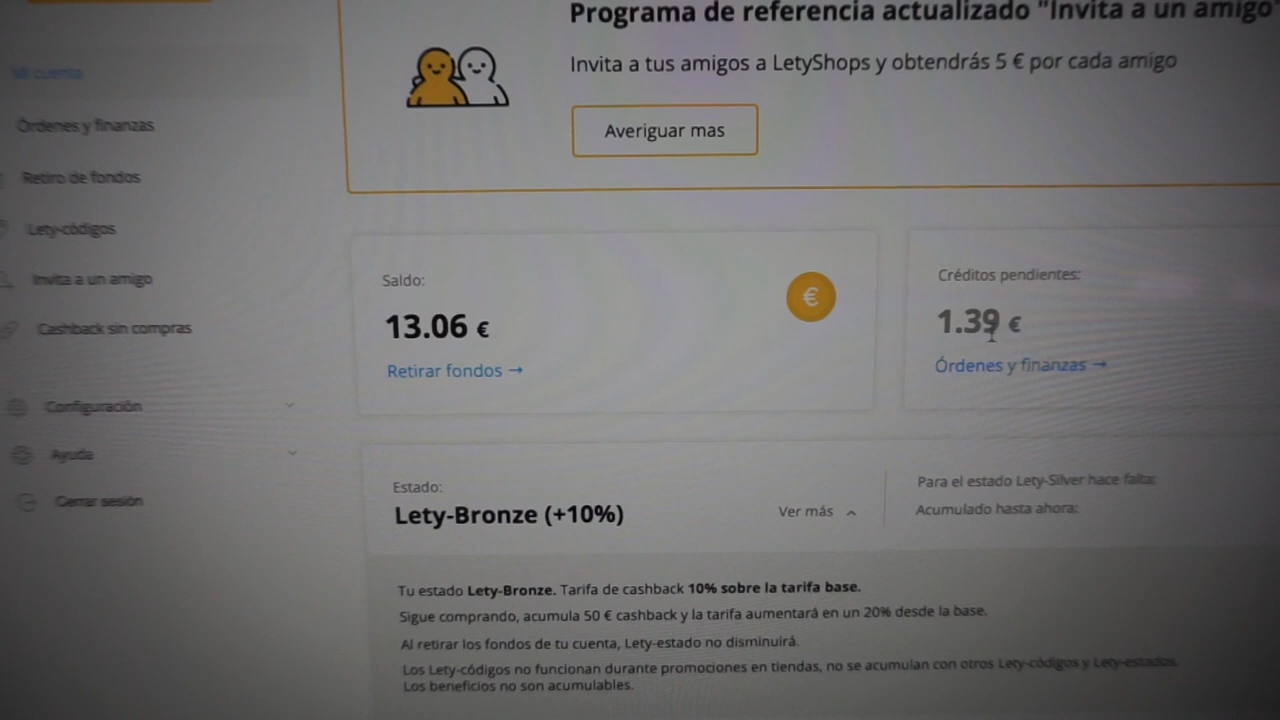 Programa de referencia actualizado "Invita a un amigo"
Invita a tus amigos a LetyShops y obtendrás 5 € por cada amigo
Averiguar mas
Mi cuenta
Órdenes y finanzas
Retiro de fondos
Lety-códigos
Invita a un amigo
Cashback sin compras
Configuración
Ayuda
Cerrar sesión
Saldo:
13.06 €
Retirar fondos →
€
Créditos pendientes:
1.39 €
Órdenes y finanzas →
Estado:
Lety-Bronze (+10%)
Ver más
Para el estado Lety-Silver hace falta:
Acumulado hasta ahora:
Tu estado Lety-Bronze. Tarifa de cashback 10% sobre la tarifa base.
Sigue comprando, acumula 50 € cashback y la tarifa aumentará en un 20% desde la base.
Al retirar los fondos de tu cuenta, Lety-estado no disminuirá.
Los Lety-códigos no funcionan durante promociones en tiendas, no se acumulan con otros Lety-códigos y Lety-estados.
Los beneficios no son acumulables.